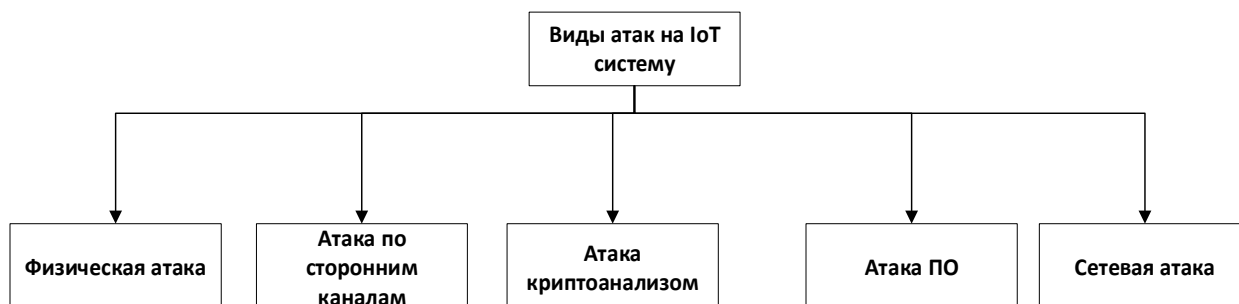 Виды атак на IoT
систему
Физическая атака
Атака по
сторонним
каналам
Атака
криптоанализом
Атака ПО
Сетевая атака